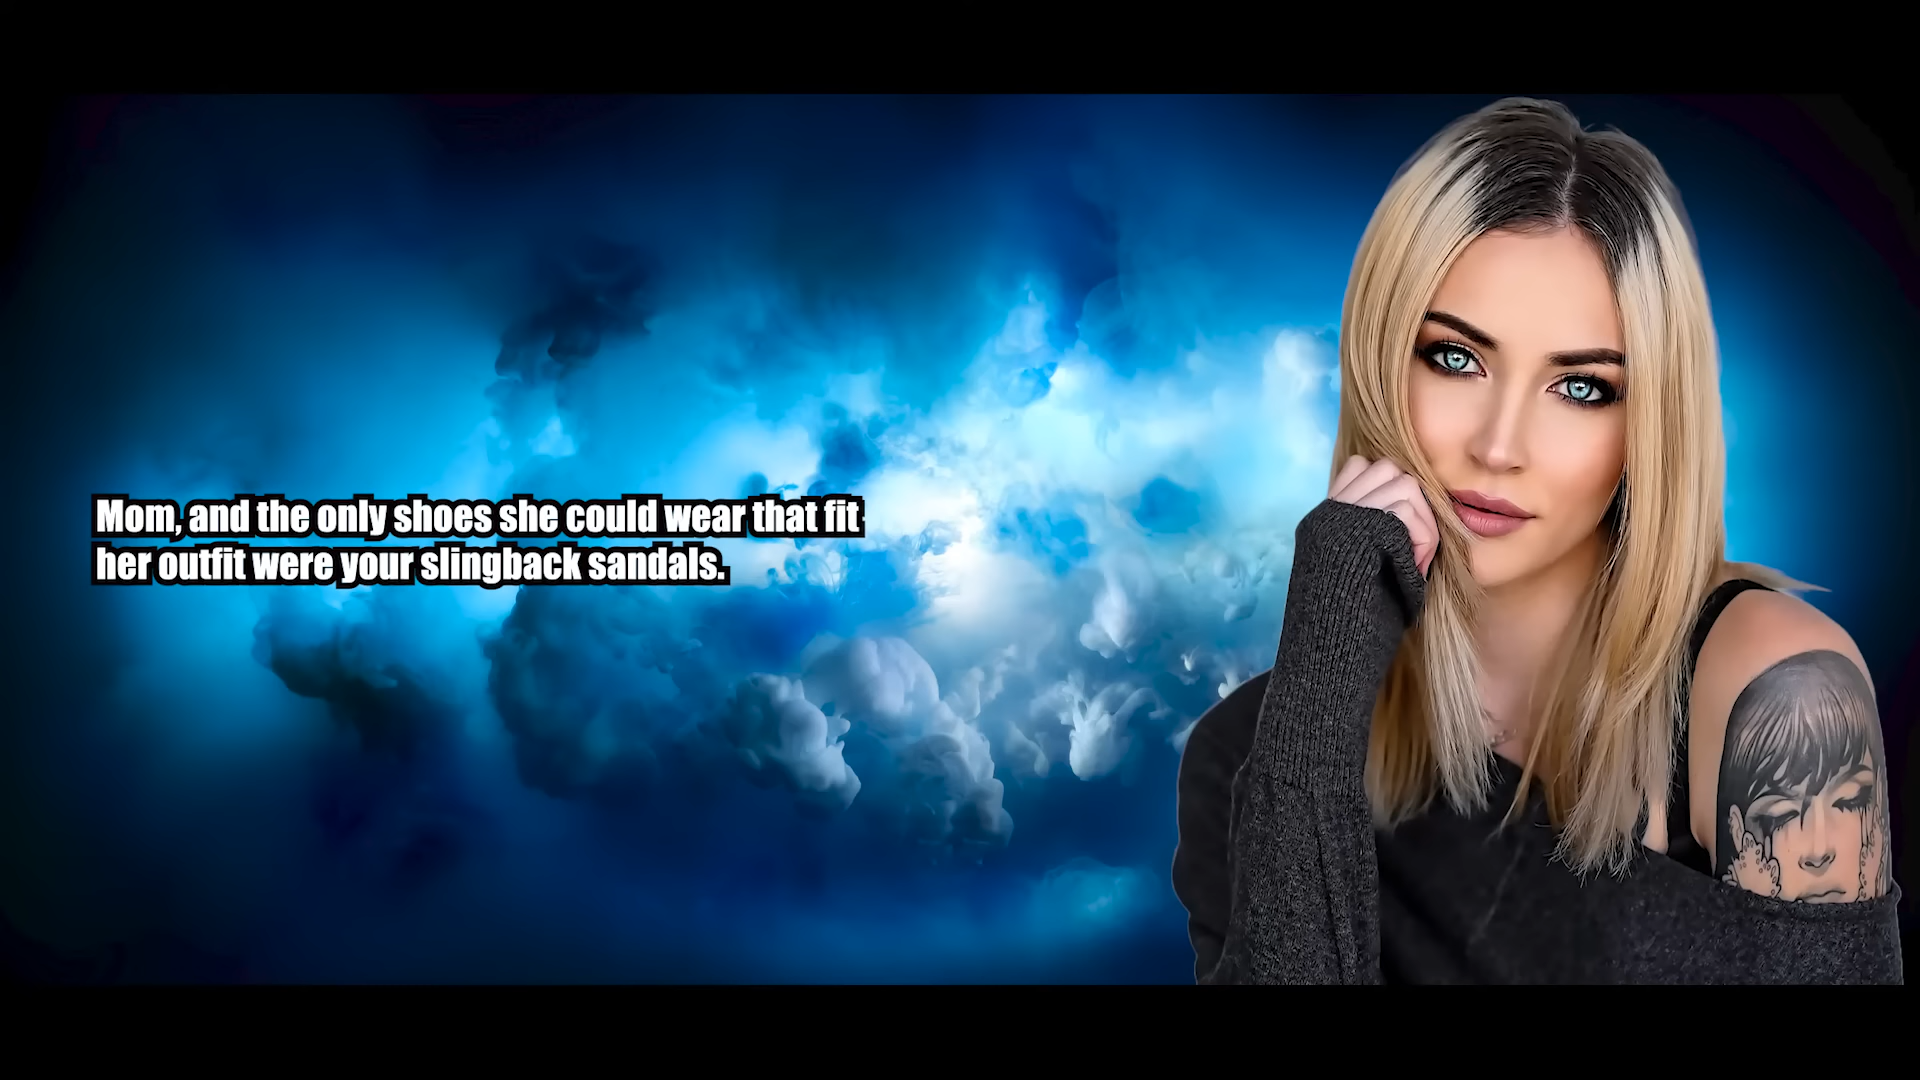 Mom, and the only shoes she could wear that fit
her outfit were your slingback sandals.